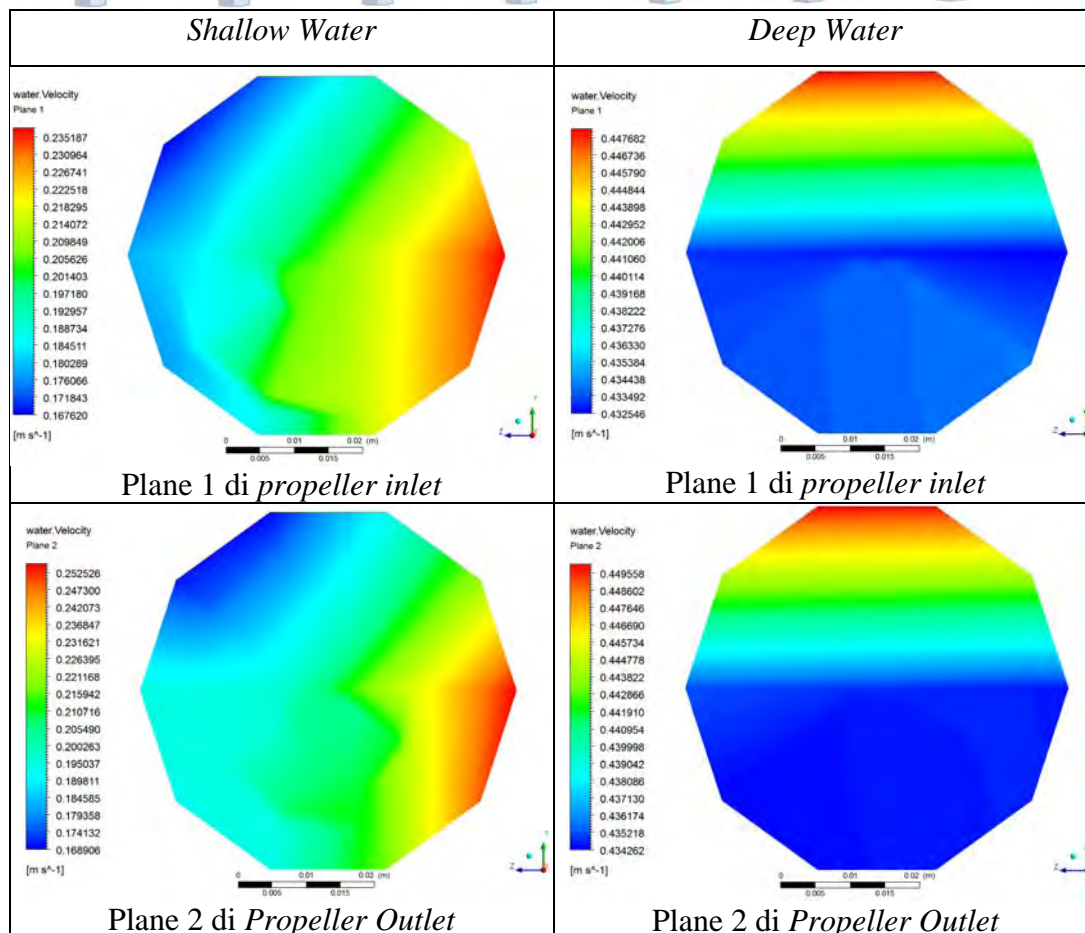 Shallow Water
Deep Water
water.Velocity
Plane 1
0.235187
0.230964
0.226741
0.222518
0.218295
0.214072
0.209849
0.205626
0.201403
0.197180
0.192957
0.188734
0.184511
0.180289
0.176066
0.171843
0.167620
[m s^-1]
0 0.01 0.02 (m)
0.005 0.015
Y
Z
Plane 1 di propeller inlet
water.Velocity
Plane 1
0.447682
0.446736
0.445790
0.444844
0.443898
0.442952
0.442006
0.441060
0.440114
0.439168
0.438222
0.437276
0.436330
0.435384
0.434438
0.433492
0.432546
[m s^-1]
0 0.01 0.02 (m)
0.005 0.015
Z
Plane 1 di propeller inlet
water.Velocity
Plane 2
0.252526
0.247300
0.242073
0.236847
0.231621
0.226395
0.221168
0.215942
0.210716
0.205490
0.200263
0.195037
0.189811
0.184585
0.179358
0.174132
0.168906
[m s^-1]
0 0.01 0.02 (m)
0.005 0.015
Y
Z
Plane 2 di Propeller Outlet
water.Velocity
Plane 2
0.449558
0.448602
0.447646
0.446690
0.445734
0.444778
0.443822
0.442866
0.441910
0.440954
0.439998
0.439042
0.438086
0.437130
0.436174
0.435218
0.434262
[m s^-1]
0 0.01 0.02 (m)
0.005 0.015
Z
Plane 2 di Propeller Outlet